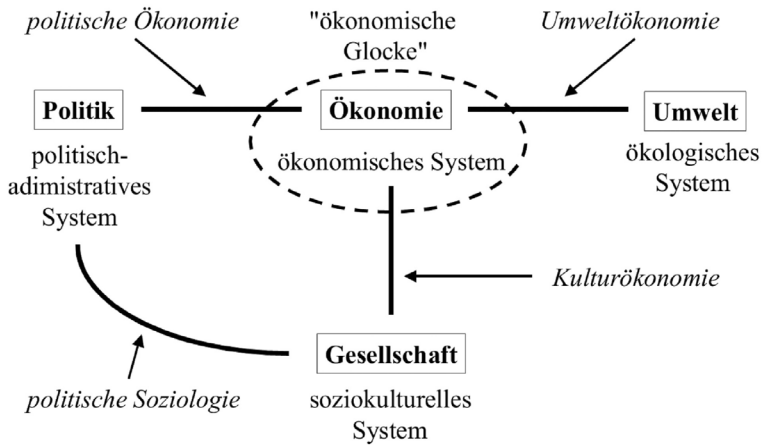 politische Ökonomie
"ökonomische
Glocke"
Umweltökonomie
Politik
Ökonomie
Umwelt
politisch-
adimistratives
System
ökonomisches System
ökologisches
System
Kulturökonomie
Gesellschaft
politische Soziologie
soziokulturelles
System